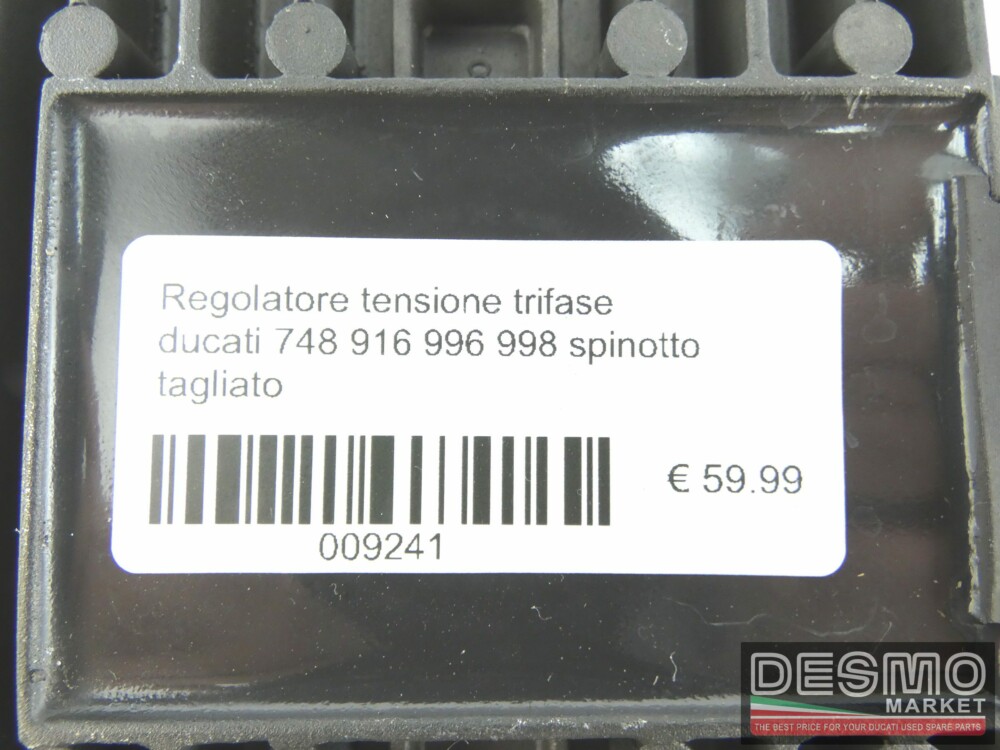 Regolatore tensione trifase
ducati 748 916 996 998 spinotto
tagliato
€ 59.99
009241
DESMO
MARKET
THE BEST PRICE FOR YOUR DUCATI USED SPARE PARTS